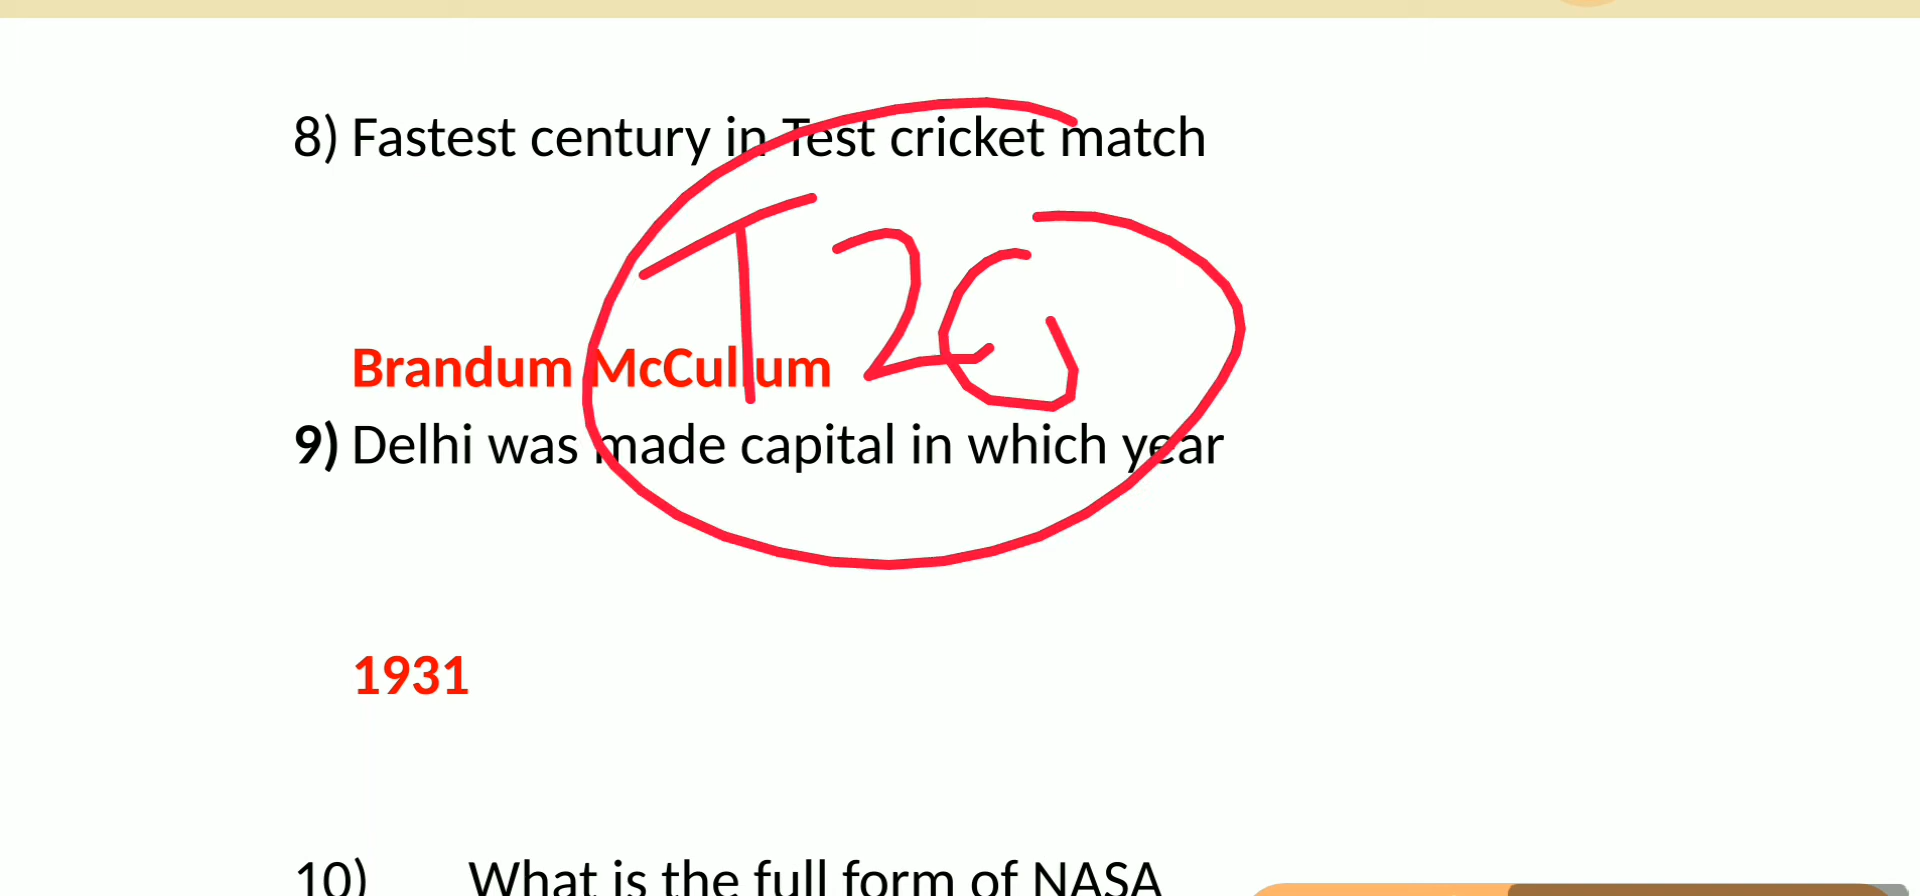 8) Fastest century in Test cricket match
T20
Brandum McCullum
9) Delhi was made capital in which year
1931
10) What is the full form of NASA